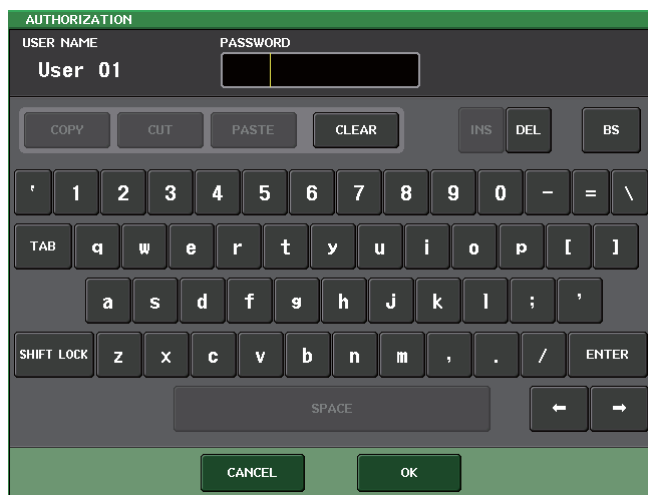 AUTHORIZATION
USER NAME PASSWORD
User 01
COPY CUT PASTE CLEAR INS DEL BS
' 1 2 3 4 5 6 7 8 9 0 - = \
TAB q w e r t y u i o p [ ]
a s d f g h j k l ; '
SHIFT LOCK z x c v b n m , . / ENTER
SPACE ← →
CANCEL OK